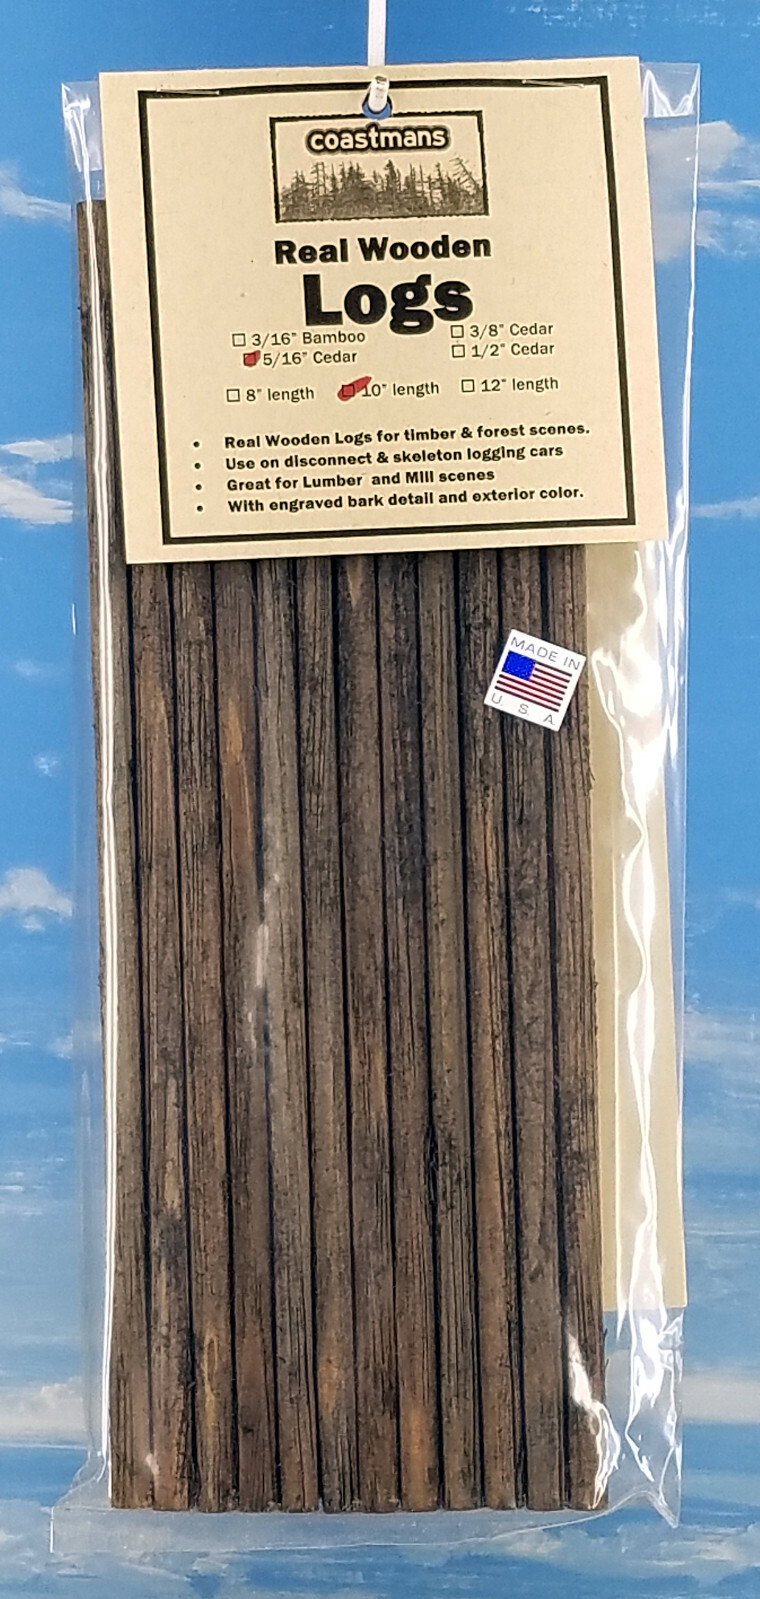 coastmans
Real Wooden
Logs
3/16" Bamboo
3/8" Cedar
5/16" Cedar
1/2" Cedar
8" length 10" length 12" length
• Real Wooden Logs for timber & forest scenes.
• Use on disconnect & skeleton logging cars
• Great for Lumber and Mill scenes
• With engraved bark detail and exterior color.
MADE IN
U. S. A.